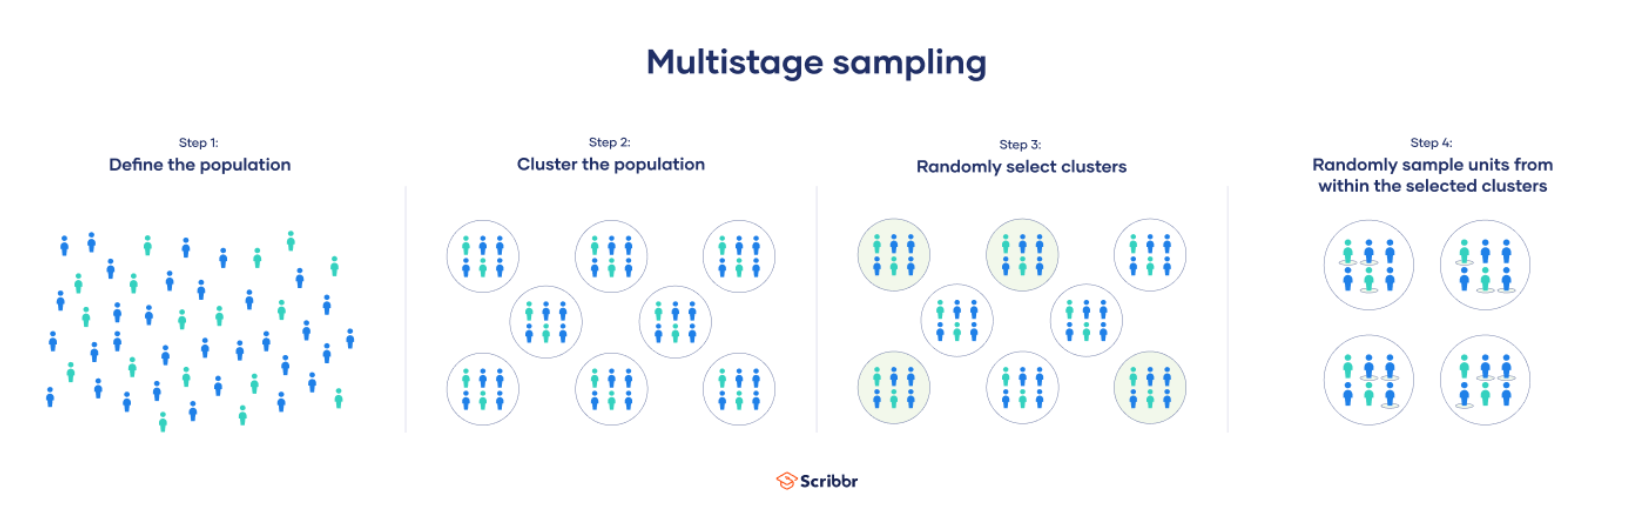 Multistage sampling
Step 1:
Define the population
Step 2:
Cluster the population
Step 3:
Randomly select clusters
Step 4:
Randomly sample units from
within the selected clusters
Scribbr